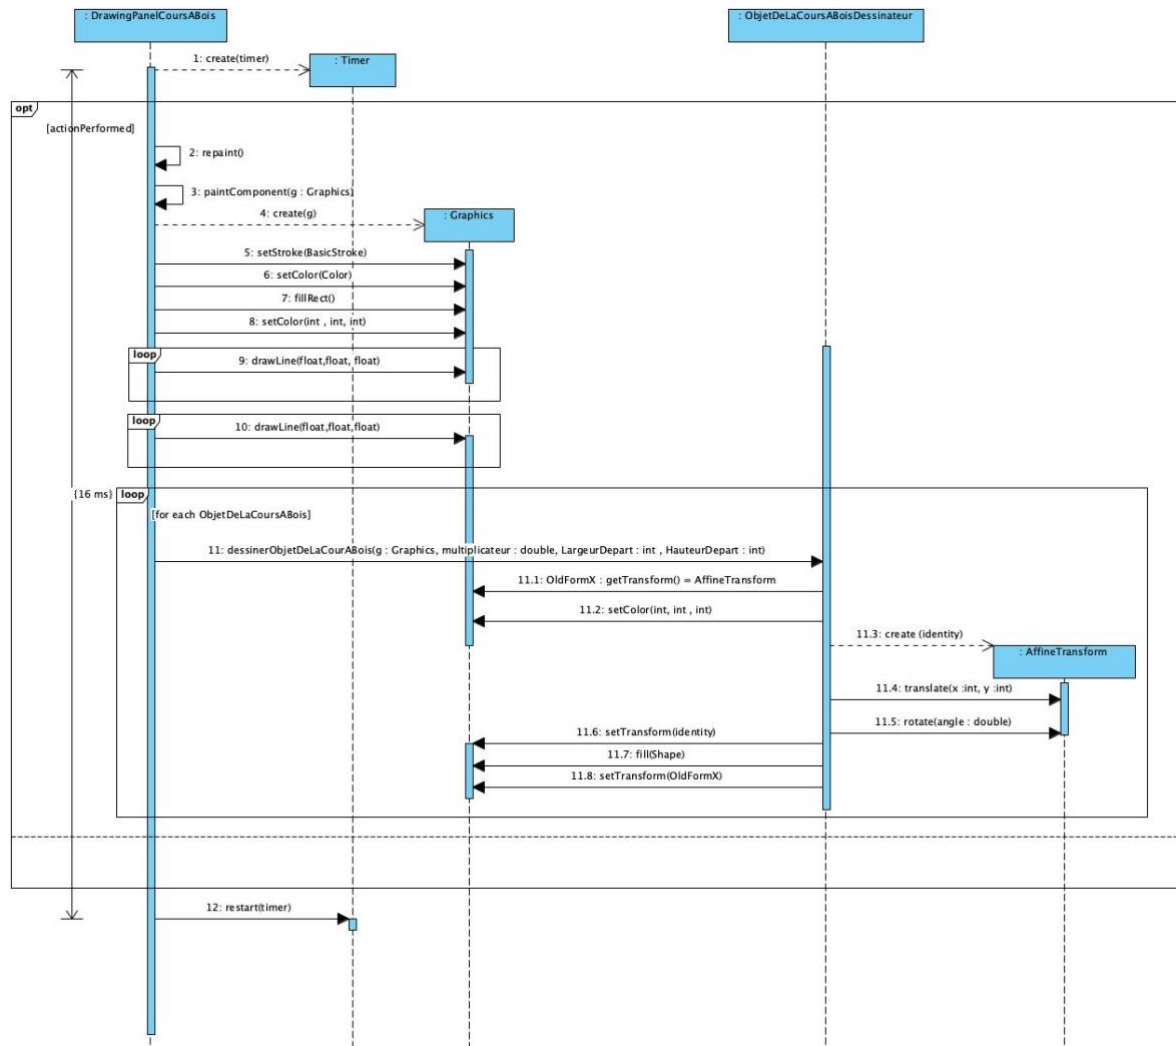 : DrawingPanelCoursABois
: ObjetDeLaCoursABoisDessinateur
1: create(timer)
: Timer
opt
[actionPerformed]
2: repaint()
3: paintComponent(g : Graphics)
4: create(g)
: Graphics
5: setStroke(BasicStroke)
6: setColor(Color)
7: fillRect()
8: setColor(int , int, int)
loop
9: drawLine(float,float, float)
loop
10: drawLine(float,float,float)
{16 ms}
loop
[for each ObjetDeLaCoursABois]
11: dessinerObjetDeLaCourABois(g : Graphics, multiplicateur : double, LargeurDepart : int , HauteurDepart : int)
11.1: OldFormX : getTransform() = AffineTransform
11.2: setColor(int, int , int)
11.3: create (identity)
: AffineTransform
11.4: translate(x :int, y :int)
11.5: rotate(angle : double)
11.6: setTransform(identity)
11.7: fill(Shape)
11.8: setTransform(OldFormX)
12: restart(timer)